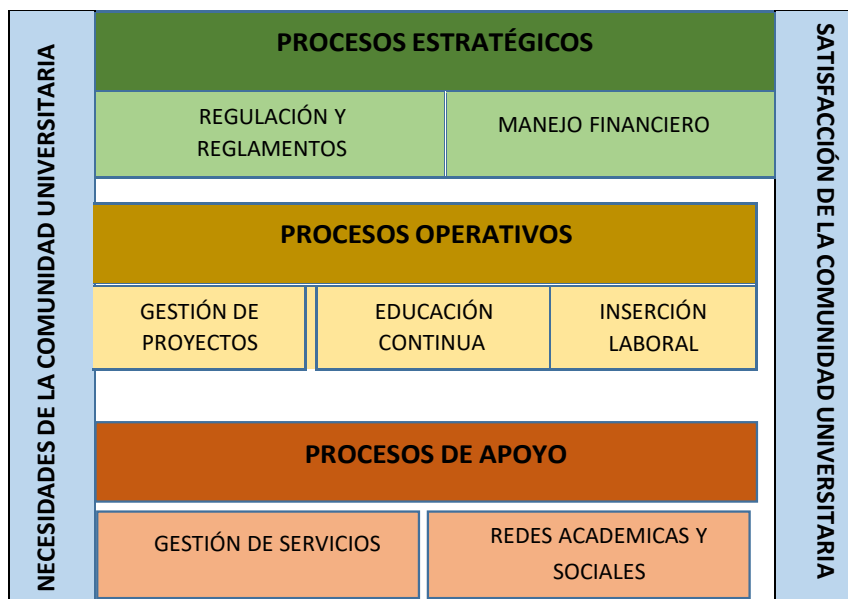 NECESIDADES DE LA COMUNIDAD UNIVERSITARIA
PROCESOS ESTRATÉGICOS
REGULACIÓN Y
REGLAMENTOS
MANEJO FINANCIERO
PROCESOS OPERATIVOS
GESTIÓN DE
PROYECTOS
EDUCACIÓN
CONTINUA
INSERCIÓN
LABORAL
PROCESOS DE APOYO
GESTIÓN DE SERVICIOS
REDES ACADEMICAS Y
SOCIALES
SATISFACCIÓN DE LA COMUNIDAD UNIVERSITARIA